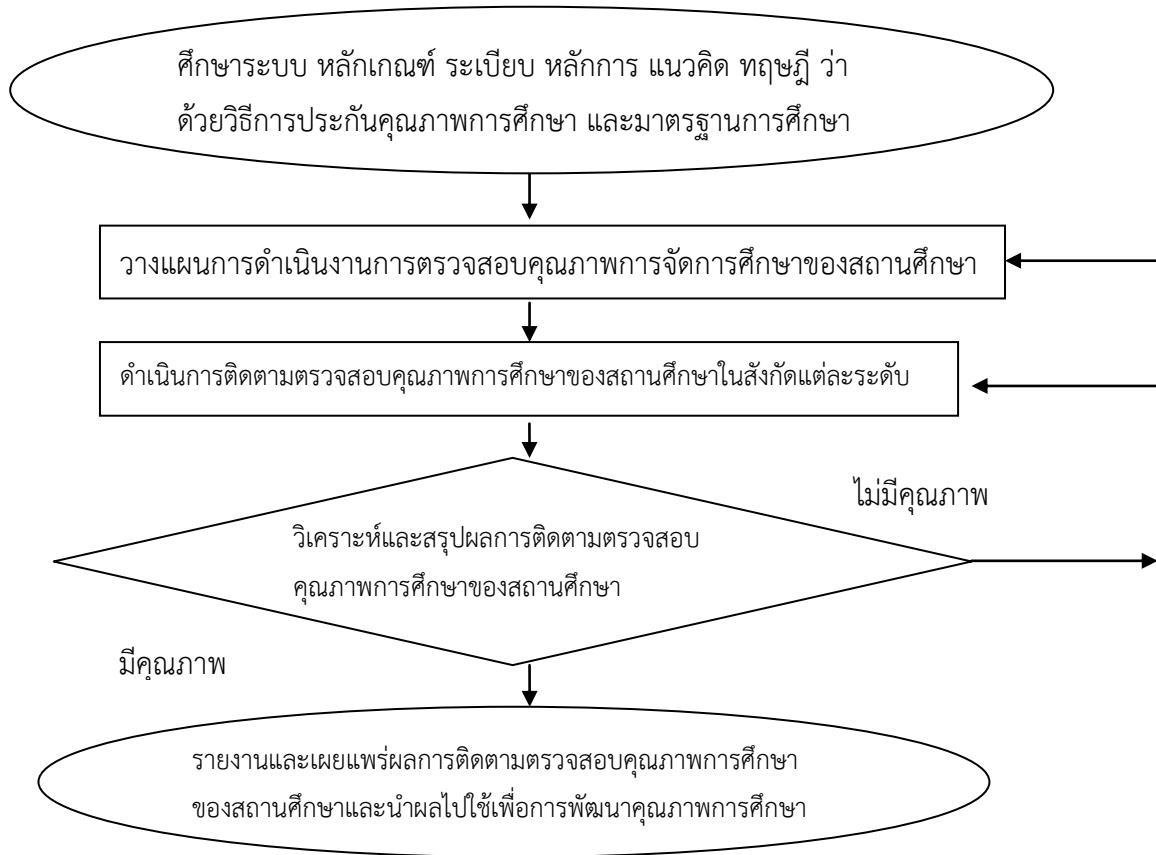 ศึกษาระบบ หลักเกณฑ์ ระเบียบ หลักการ แนวคิด ทฤษฎี ว่า
ด้วยวิธีการประกันคุณภาพการศึกษา และมาตรฐานการศึกษา
วางแผนการดำเนินงานการตรวจสอบคุณภาพการจัดการศึกษาของสถานศึกษา
ดำเนินการติดตามตรวจสอบคุณภาพการศึกษาของสถานศึกษาในสังกัดแต่ละระดับ
ไม่มีคุณภาพ
วิเคราะห์และสรุปผลการติดตามตรวจสอบ
คุณภาพการศึกษาของสถานศึกษา
มีคุณภาพ
รายงานและเผยแพร่ผลการติดตามตรวจสอบคุณภาพการศึกษา
ของสถานศึกษาและนำผลไปใช้เพื่อการพัฒนาคุณภาพการศึกษา